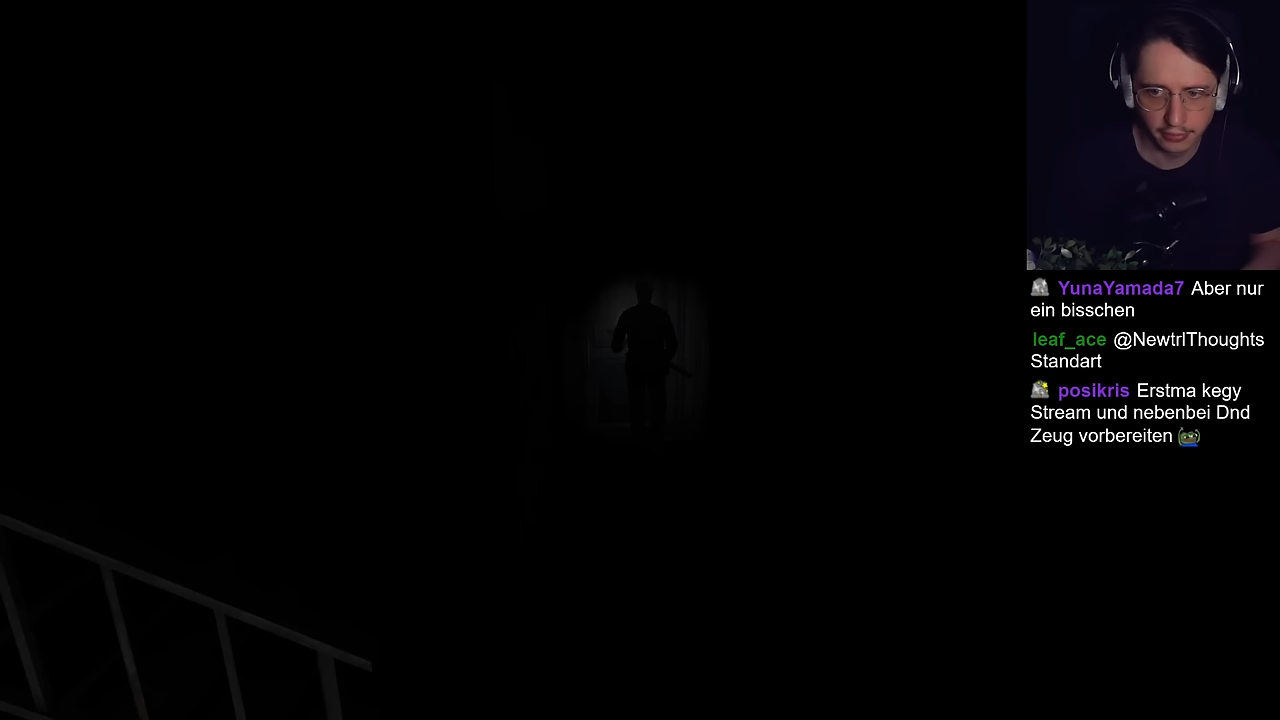 YunaYamada7 Aber nur
ein bisschen
leaf_ace @NewtrlThoughts
Standart
posikris Erstma kegy
Stream und nebenbei Dnd
Zeug vorbereiten